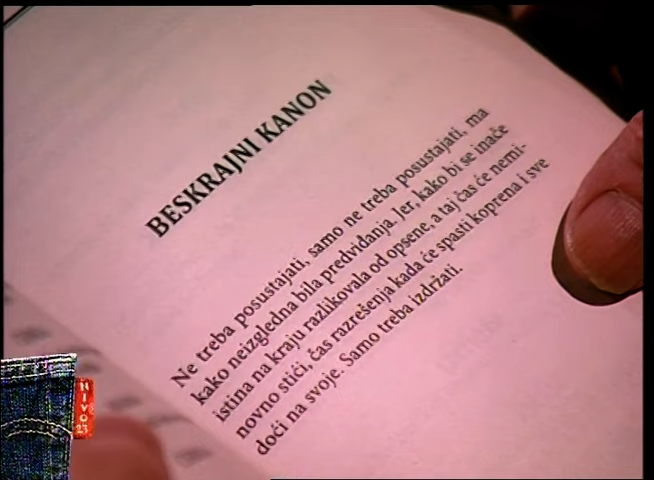 BESKRAJNI KANON
Ne treba posustajati, samo ne treba posustajati, ma
kako neizgledna bila predviđanja. Jer, kako bi se inače
istina na kraju razlikovala od opsene, a taj čas će nemi-
novno stići, čas razrešenja kada će spasti koprena i sve
doći na svoje. Samo treba izdržati.
NIVO
23